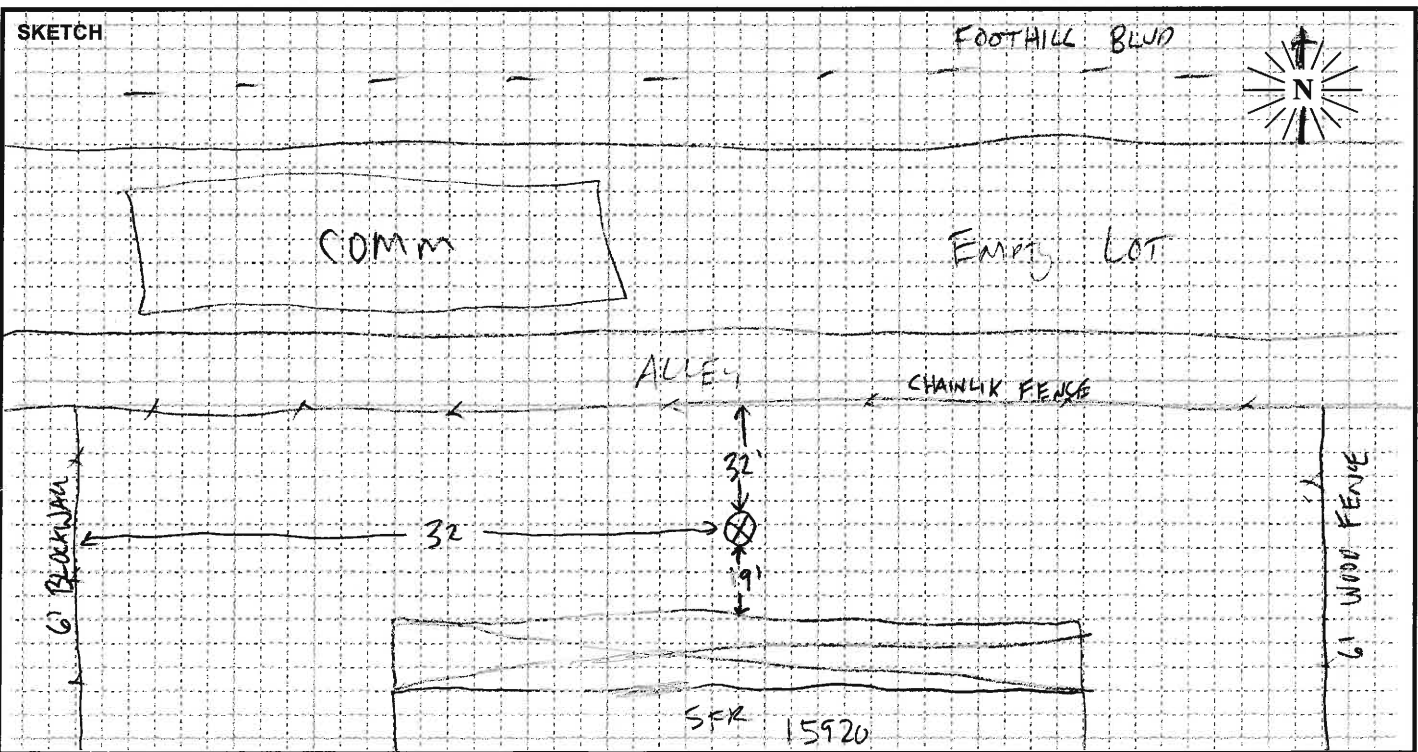 SKETCH
FOOTHILL BLVD
N
COMM
Empty LOT
ALLEY
CHAINLIK FENCE
32'
32
9'
6' BLOCKWALL
6' WOOD FENCE
SFR 15920